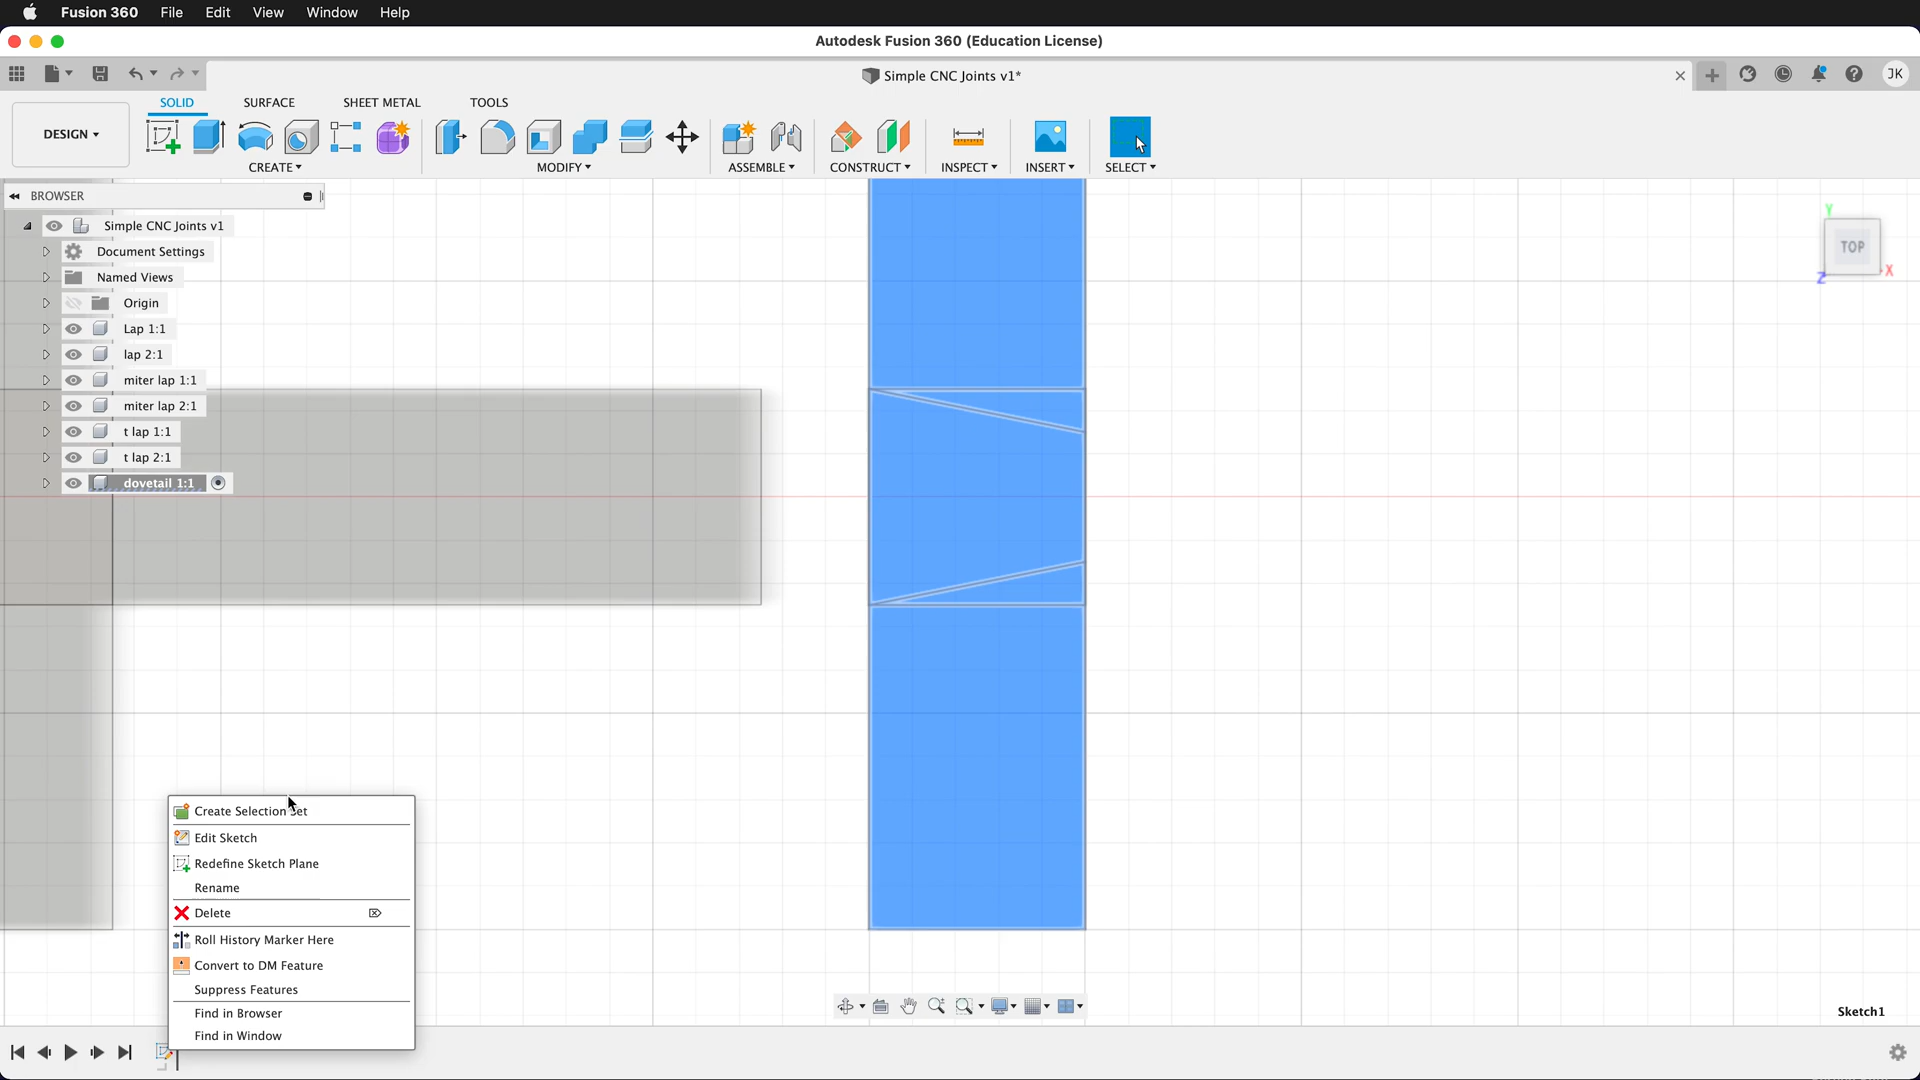 Fusion 360 File Edit View Window Help
Autodesk Fusion 360 (Education License)
Simple CNC Joints v1*
JK
SOLID SURFACE SHEET METAL TOOLS
DESIGN
CREATE MODIFY ASSEMBLE CONSTRUCT INSPECT INSERT SELECT
BROWSER
Simple CNC Joints v1
Document Settings
Named Views
Origin
Lap 1:1
lap 2:1
miter lap 1:1
miter lap 2:1
t lap 1:1
t lap 2:1
dovetail 1:1
Y
TOP
X
Z
Create Selection Set
Edit Sketch
Redefine Sketch Plane
Rename
Delete
Roll History Marker Here
Convert to DM Feature
Suppress Features
Find in Browser
Find in Window
Sketch1